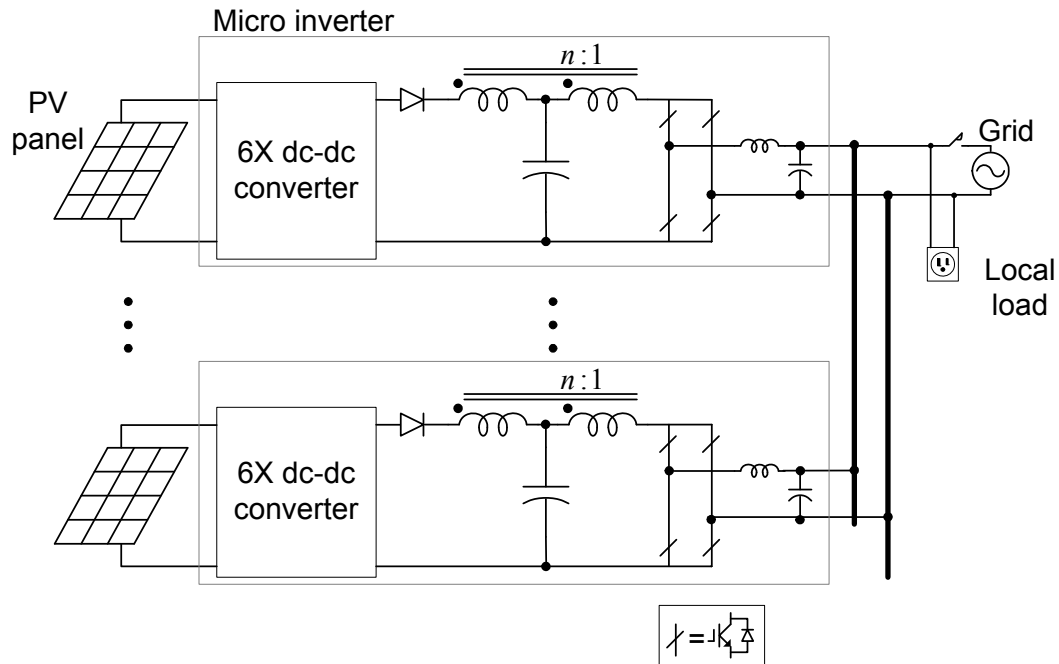 Micro inverter
n:1
PV
panel
6X dc-dc
converter
Grid
Local
load
n:1
6X dc-dc
converter
=